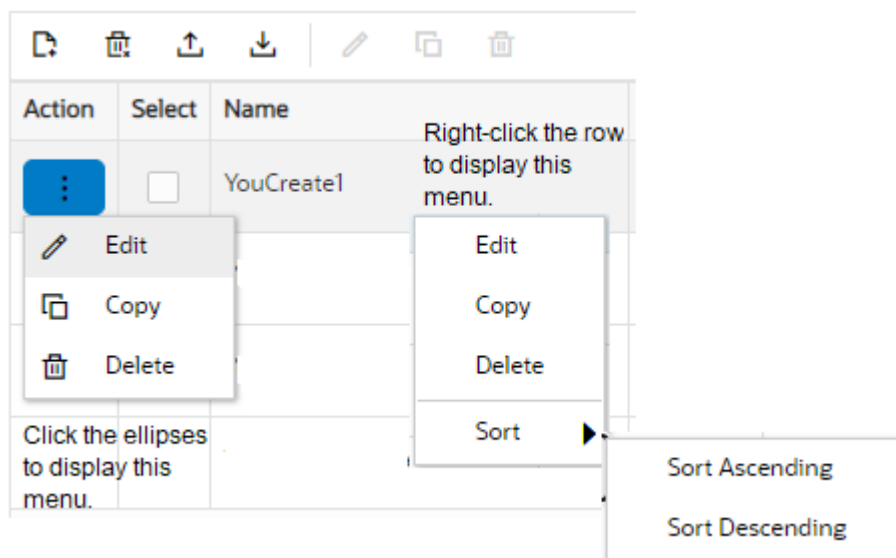 Action Select Name
Right-click the row
to display this
menu.
YouCreate1
Edit
Copy
Delete
Click the ellipses
to display this
menu.
Edit
Copy
Delete
Sort
Sort Ascending
Sort Descending